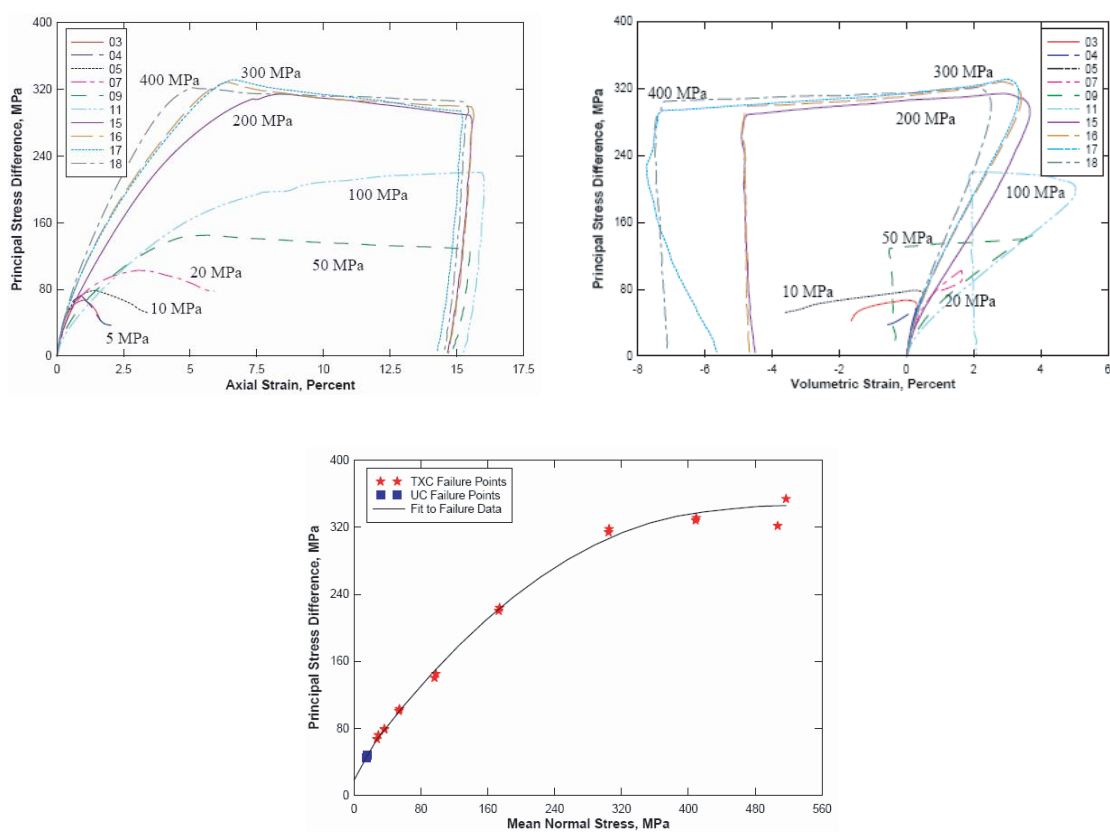 400
320
240
160
80
0
Principal Stress Difference, MPa
03
04
05
07
09
11
15
16
17
18
400 MPa
300 MPa
200 MPa
100 MPa
50 MPa
20 MPa
10 MPa
5 MPa
0 2.5 5 7.5 10 12.5 15 17.5
Axial Strain, Percent
400
320
240
160
80
0
Principal Stress Difference, MPa
03
04
05
07
09
11
15
16
17
18
400 MPa
300 MPa
200 MPa
100 MPa
50 MPa
10 MPa
20 MPa
-8 -6 -4 -2 0 2 4 6
Volumetric Strain, Percent
400
320
240
160
80
0
Principal Stress Difference, MPa
TXC Failure Points
UC Failure Points
Fit to Failure Data
0 80 160 240 320 400 480 560
Mean Normal Stress, MPa